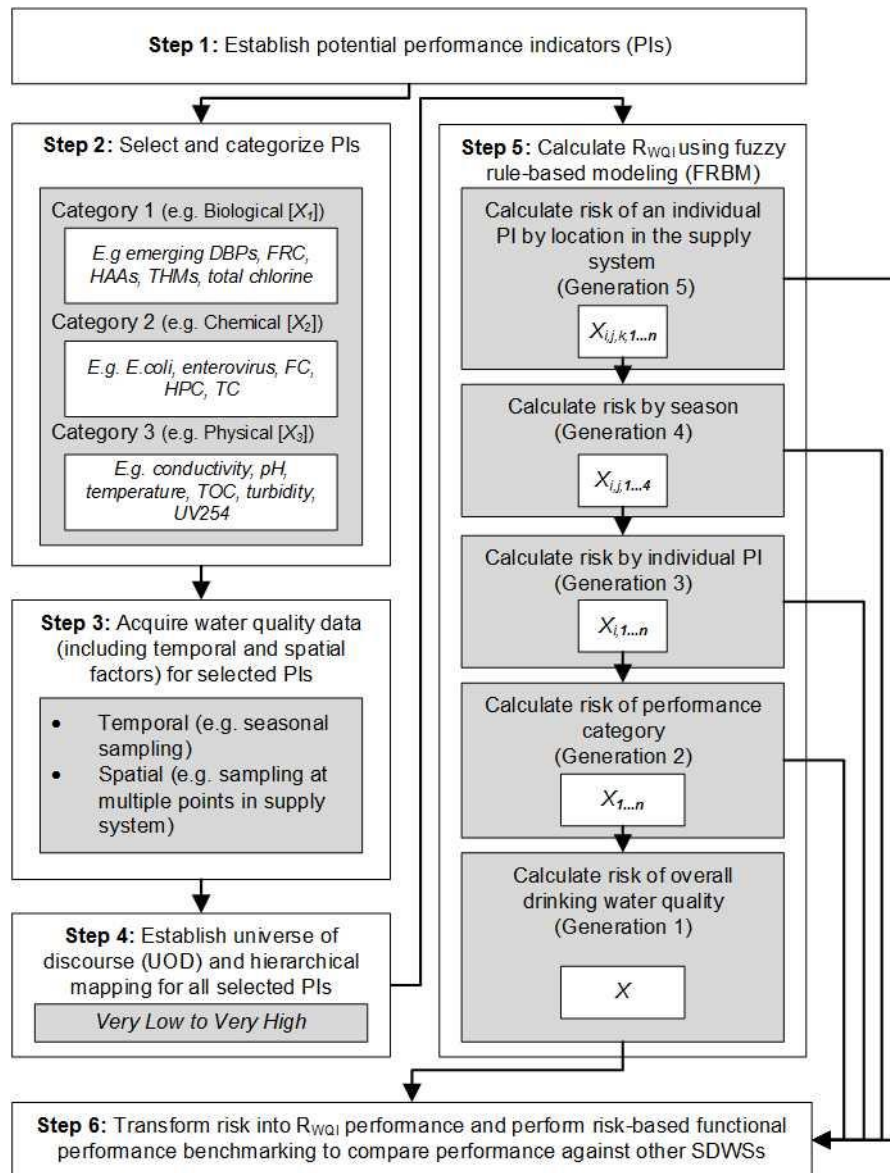 Step 1: Establish potential performance indicators (PIs)
Step 2: Select and categorize PIs
Category 1 (e.g. Biological [X1])
E.g emerging DBPs, FRC,
HAAs, THMs, total chlorine
Category 2 (e.g. Chemical [X2])
E.g. E.coli, enterovirus, FC,
HPC, TC
Category 3 (e.g. Physical [X3])
E.g. conductivity, pH,
temperature, TOC, turbidity,
UV254
Step 3: Acquire water quality data
(including temporal and spatial
factors) for selected PIs
• Temporal (e.g. seasonal
sampling)
• Spatial (e.g. sampling at
multiple points in supply
system)
Step 4: Establish universe of
discourse (UOD) and hierarchical
mapping for all selected PIs
Very Low to Very High
Step 5: Calculate RWQI using fuzzy
rule-based modeling (FRBM)
Calculate risk of an individual
PI by location in the supply
system
(Generation 5)
Xi,j,k,1...n
Calculate risk by season
(Generation 4)
Xi,j,1...4
Calculate risk by individual PI
(Generation 3)
Xi,1...n
Calculate risk of performance
category
(Generation 2)
X1...n
Calculate risk of overall
drinking water quality
(Generation 1)
X
Step 6: Transform risk into RWQI performance and perform risk-based functional
performance benchmarking to compare performance against other SDWSs